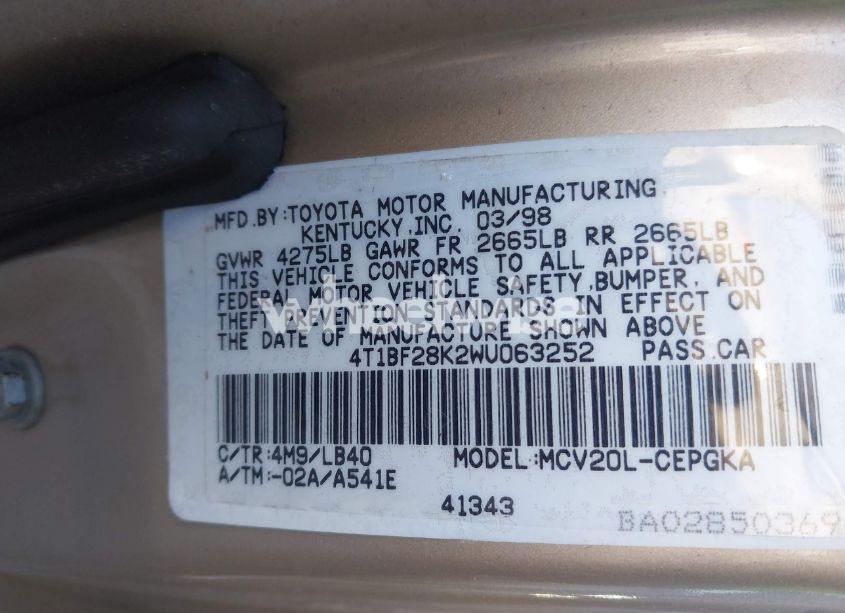 MFD.BY:TOYOTA MOTOR MANUFACTURING
KENTUCKY,INC. 03/98
GVWR 4275LB GAWR FR 2665LB RR 2665LB
THIS VEHICLE CONFORMS TO ALL APPLICABLE
FEDERAL MOTOR VEHICLE SAFETY,BUMPER, AND
THEFT PREVENTION STANDARDS IN EFFECT ON
THE DATE OF MANUFACTURE SHOWN ABOVE
4T1BF28K2WU063252 PASS.CAR
C/TR:4M9/LB40 MODEL:MCV20L-CEPGKA
A/TM:-02A/A541E
41343
BA02850369